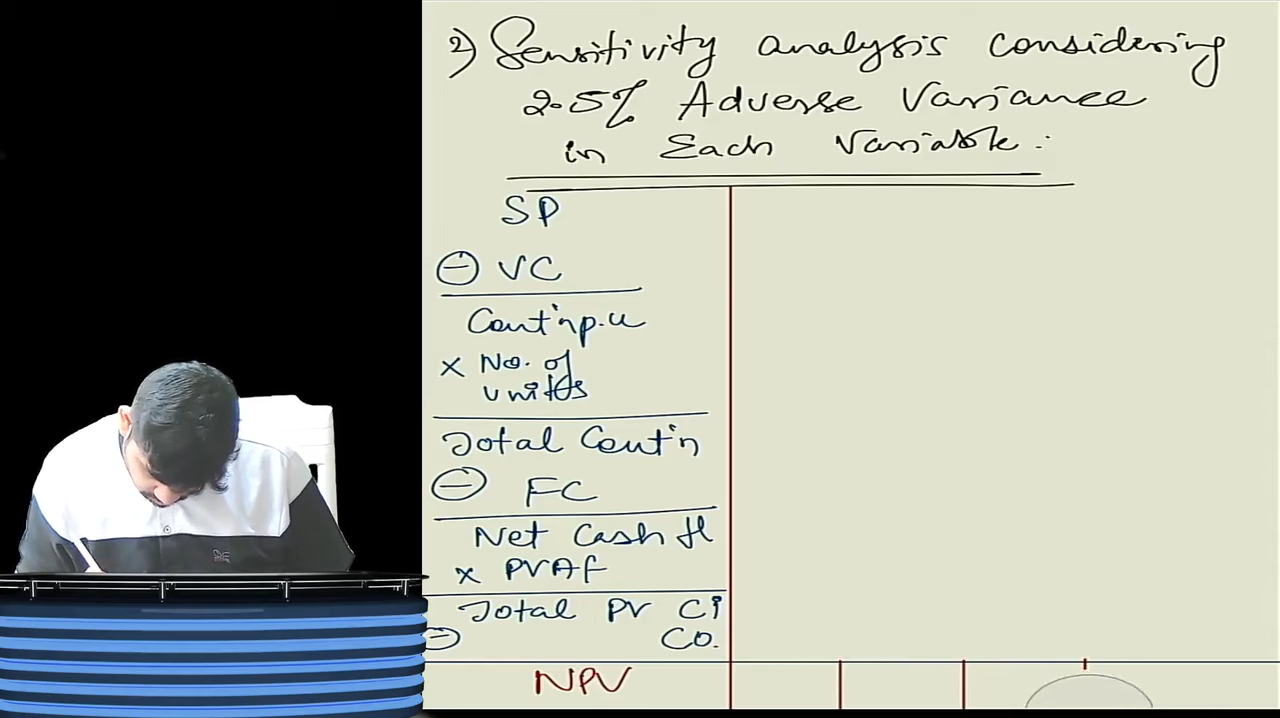 2) Sensitivity analysis considering
2.5% Adverse Variance
in Each Variable :
SP
⊖ VC
Cont'n p.u
× No. of
units
Total Cont'n
⊖ FC
Net Cash fl
× PVAF
Total PV CI
⊖ CO.
NPV